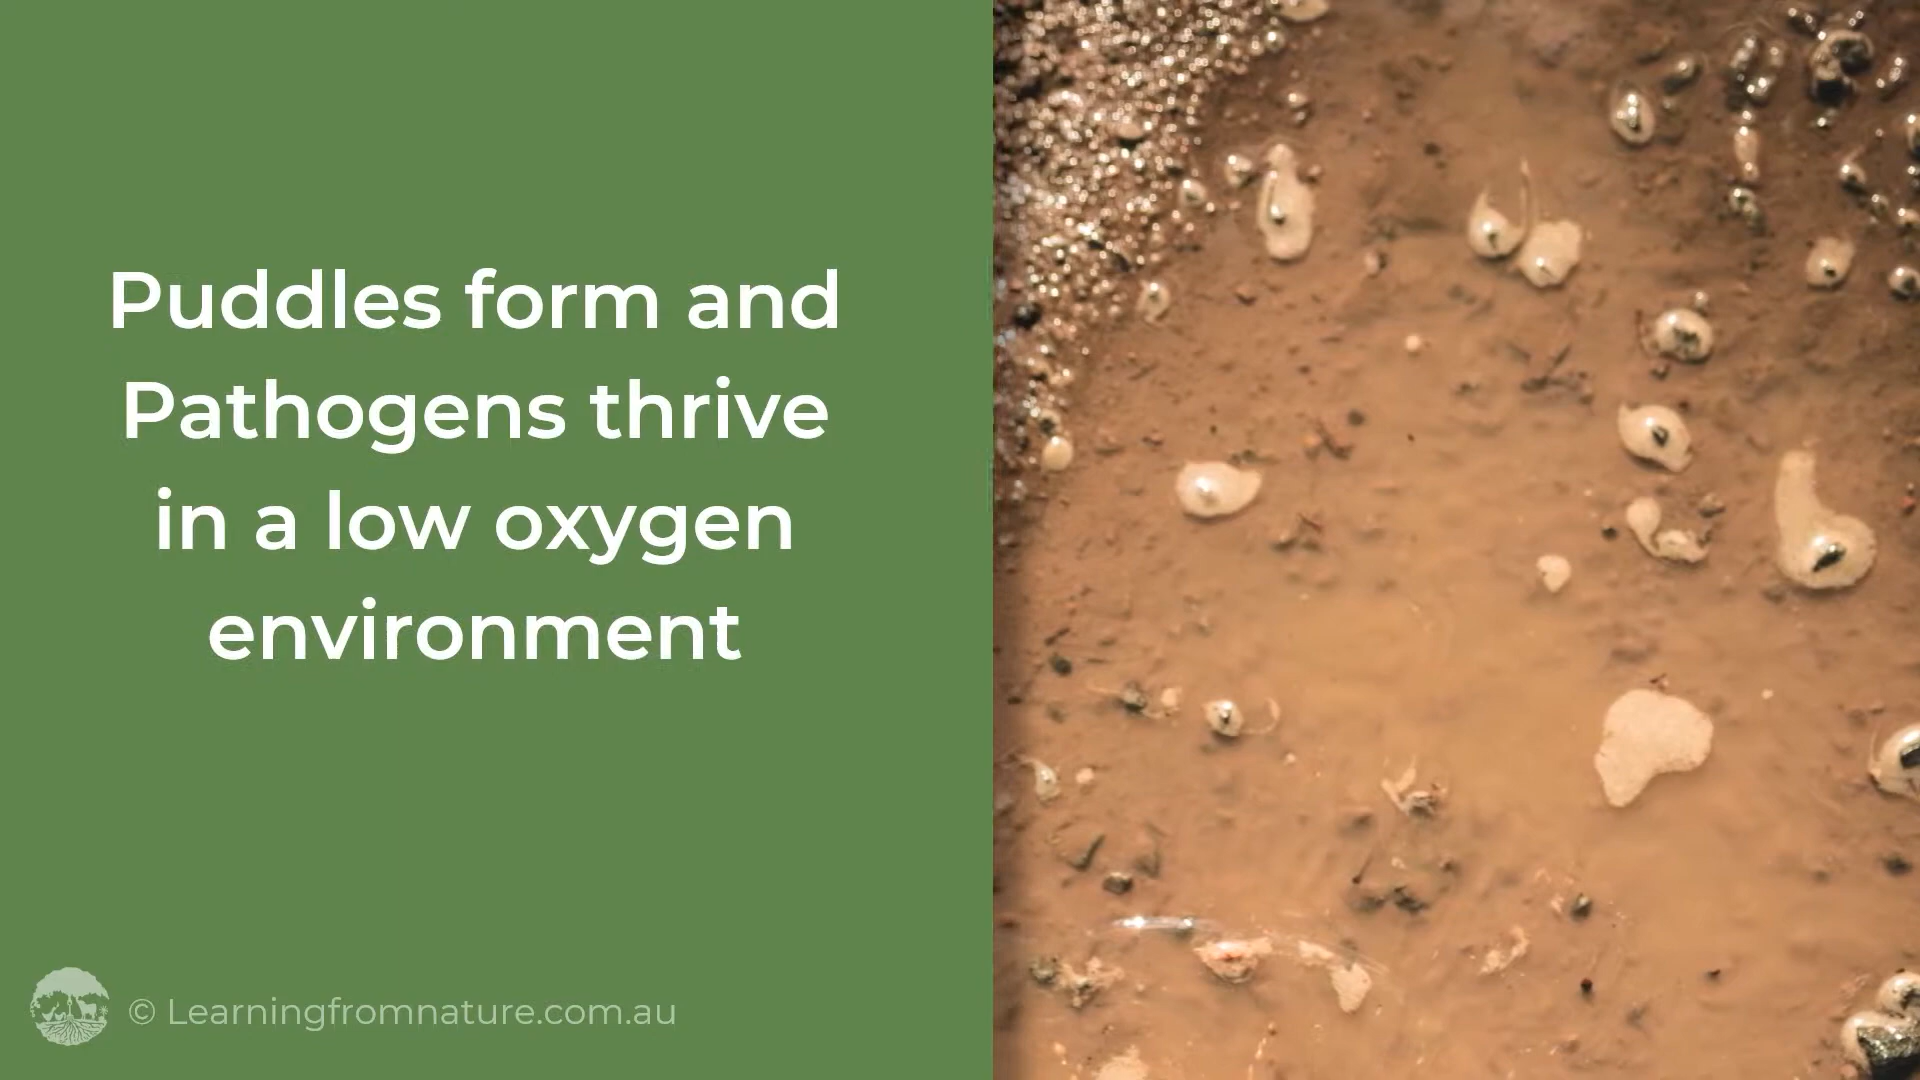 Puddles form and
Pathogens thrive
in a low oxygen
environment
© Learningfromnature.com.au